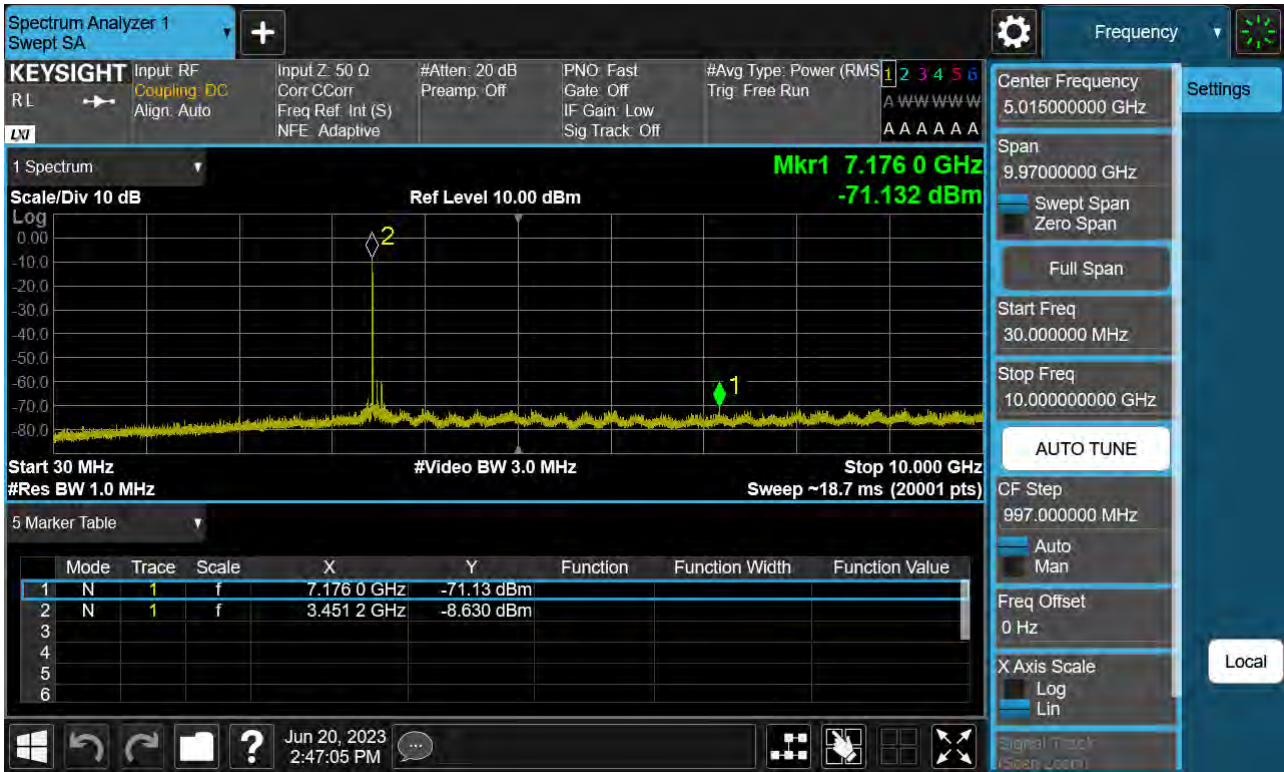 Spectrum Analyzer 1
Swept SA
+
Frequency
KEYSIGHT
RL
LXI
Input: RF
Coupling: DC
Align: Auto
Input Z: 50 Ω
Corr CCorr
Freq Ref: Int (S)
NFE: Adaptive
#Atten: 20 dB
Preamp: Off
PNO: Fast
Gate: Off
IF Gain: Low
Sig Track: Off
#Avg Type: Power (RMS
Trig: Free Run
1 2 3 4 5 6
A W W W W W
A A A A A A
1 Spectrum
Mkr1 7.176 0 GHz
-71.132 dBm
Scale/Div 10 dB
Ref Level 10.00 dBm
Log
0.00
-10.0
-20.0
-30.0
-40.0
-50.0
-60.0
-70.0
-80.0
2
1
Start 30 MHz
#Video BW 3.0 MHz
Stop 10.000 GHz
#Res BW 1.0 MHz
Sweep ~18.7 ms (20001 pts)
5 Marker Table
Mode Trace Scale X Y Function Function Width Function Value
1 N 1 f 7.176 0 GHz -71.13 dBm
2 N 1 f 3.451 2 GHz -8.630 dBm
3
4
5
6
Center Frequency
5.015000000 GHz
Settings
Span
9.97000000 GHz
Swept Span
Zero Span
Full Span
Start Freq
30.000000 MHz
Stop Freq
10.000000000 GHz
AUTO TUNE
CF Step
997.000000 MHz
Auto
Man
Freq Offset
0 Hz
X Axis Scale
Log
Lin
Signal Track
(Span Zoom)
Local
?
Jun 20, 2023
2:47:05 PM